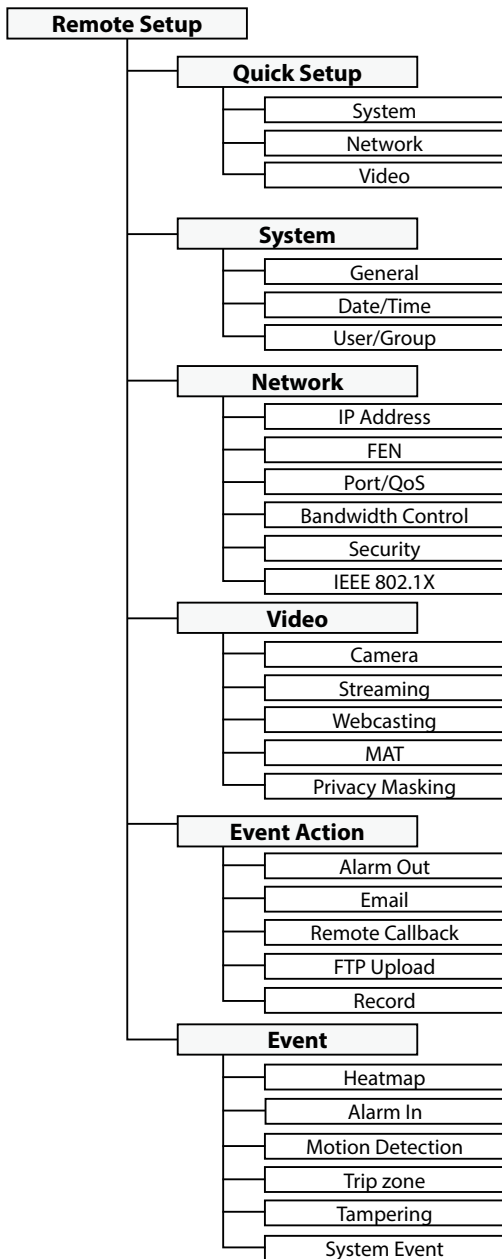 Remote Setup
Quick Setup
System
Network
Video
System
General
Date/Time
User/Group
Network
IP Address
FEN
Port/QoS
Bandwidth Control
Security
IEEE 802.1X
Video
Camera
Streaming
Webcasting
MAT
Privacy Masking
Event Action
Alarm Out
Email
Remote Callback
FTP Upload
Record
Event
Heatmap
Alarm In
Motion Detection
Trip zone
Tampering
System Event